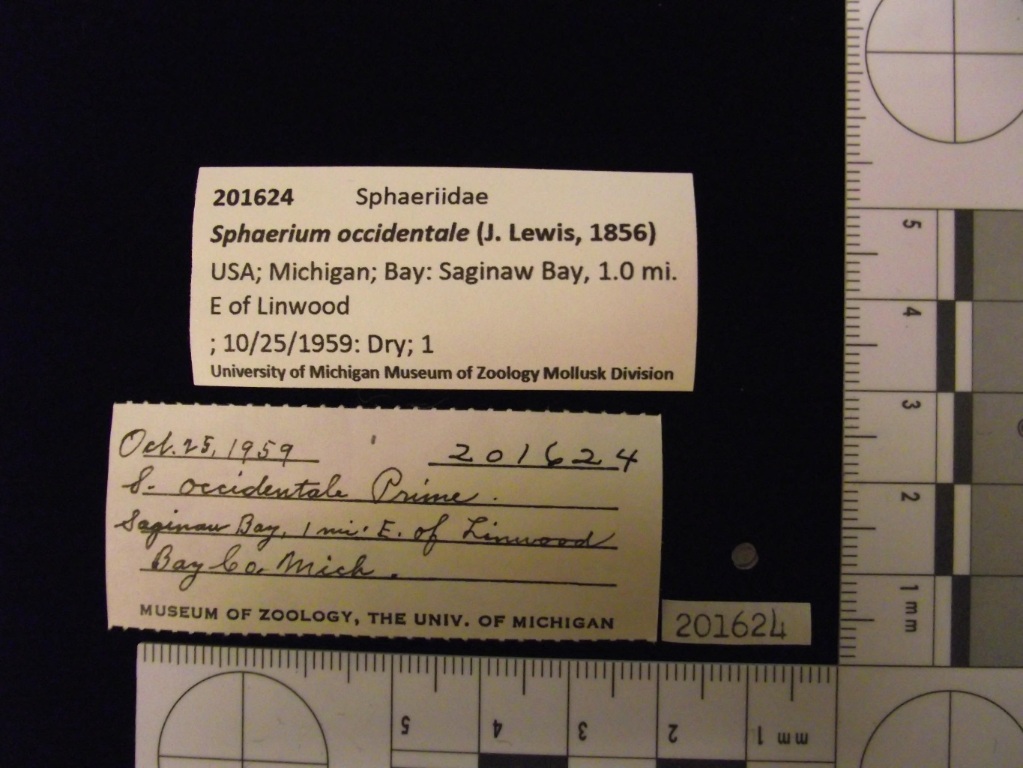 201624 Sphaeriidae
Sphaerium occidentale (J. Lewis, 1856)
USA; Michigan; Bay: Saginaw Bay, 1.0 mi.
E of Linwood
; 10/25/1959: Dry; 1
University of Michigan Museum of Zoology Mollusk Division
Oct. 25, 1959 201624
S. occidentale Prime.
Saginaw Bay, 1 mi. E. of Linwood
Bay Co. Mich.
MUSEUM OF ZOOLOGY, THE UNIV. OF MICHIGAN
201624
5
4
3
2
1 mm
5 4 3 2 1 mm